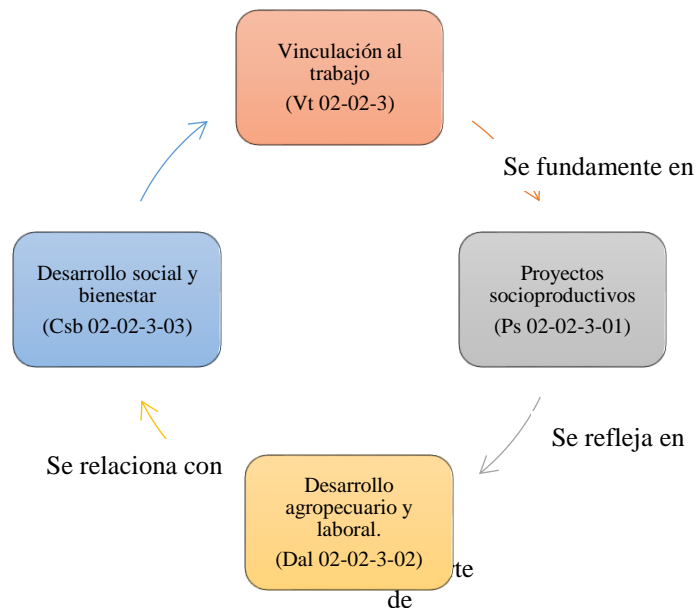 Vinculación al
trabajo
(Vt 02-02-3)
Se fundamente en
Desarrollo social y
bienestar
(Csb 02-02-3-03)
Proyectos
socioproductivos
(Ps 02-02-3-01)
Se refleja en
Se relaciona con
Desarrollo
agropecuario y
laboral.
(Dal 02-02-3-02)
de